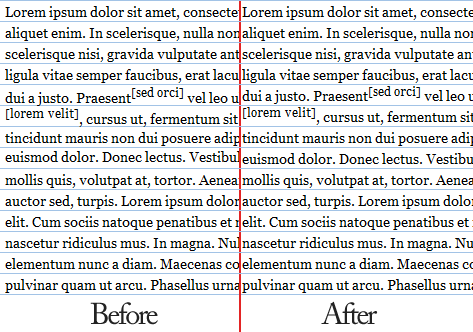 Lorem ipsum dolor sit amet, consecte
aliquet enim. In scelerisque, nulla non
scelerisque nisi, gravida vulputate ant
ligula vitae semper faucibus, erat lacu
dui a justo. Praesent[sed orci] vel leo u
[lorem velit], cursus ut, fermentum sit
tincidunt mauris non dui posuere adip
euismod dolor. Donec lectus. Vestibul
mollis quis, volutpat at, tortor. Aenea
auctor sed, turpis. Lorem ipsum dolor
elit. Cum sociis natoque penatibus et
nascetur ridiculus mus. In magna. Nul
elementum nunc a diam. Maecenas co
pulvinar quam ut arcu. Phasellus urna
Before
Lorem ipsum dolor sit amet, consecte
aliquet enim. In scelerisque, nulla non
scelerisque nisi, gravida vulputate ant
ligula vitae semper faucibus, erat lacu
dui a justo. Praesent[sed orci] vel leo u
[lorem velit], cursus ut, fermentum sit
tincidunt mauris non dui posuere adip
euismod dolor. Donec lectus. Vestibul
mollis quis, volutpat at, tortor. Aenea
auctor sed, turpis. Lorem ipsum dolor
elit. Cum sociis natoque penatibus et
nascetur ridiculus mus. In magna. Nul
elementum nunc a diam. Maecenas co
pulvinar quam ut arcu. Phasellus urna
After